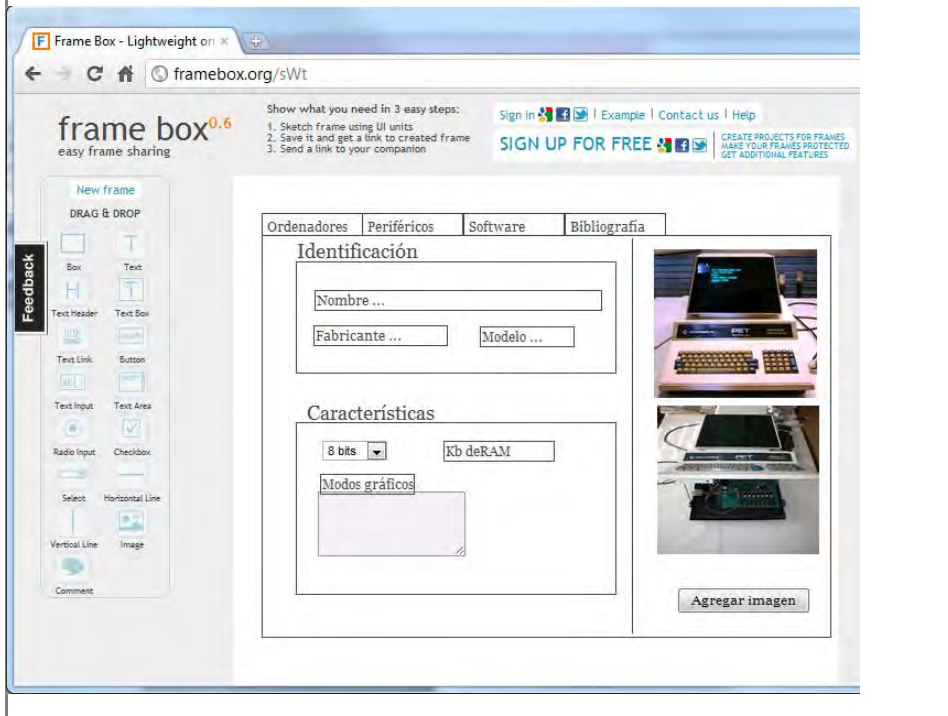 Frame Box - Lightweight on
framebox.org/sWt
frame box0.6
easy frame sharing
Show what you need in 3 easy steps:
1. Sketch frame using UI units
2. Save it and get a link to created frame
3. Send a link to your companion
Sign in | Example | Contact us | Help
SIGN UP FOR FREE
CREATE PROJECTS FOR FRAMES
MAKE YOUR FRAMES PROTECTED
GET ADDITIONAL FEATURES
New frame
DRAG & DROP
Box Text
Text Header Text Box
Text Link Button
Text Input Text Area
Radio Input Checkbox
Select Horizontal Line
Vertical Line Image
Comment
Feedback
Ordenadores Periféricos Software Bibliografía
Identificación
Nombre ...
Fabricante ... Modelo ...
Características
8 bits Kb deRAM
Modos gráficos
PET
Agregar imagen